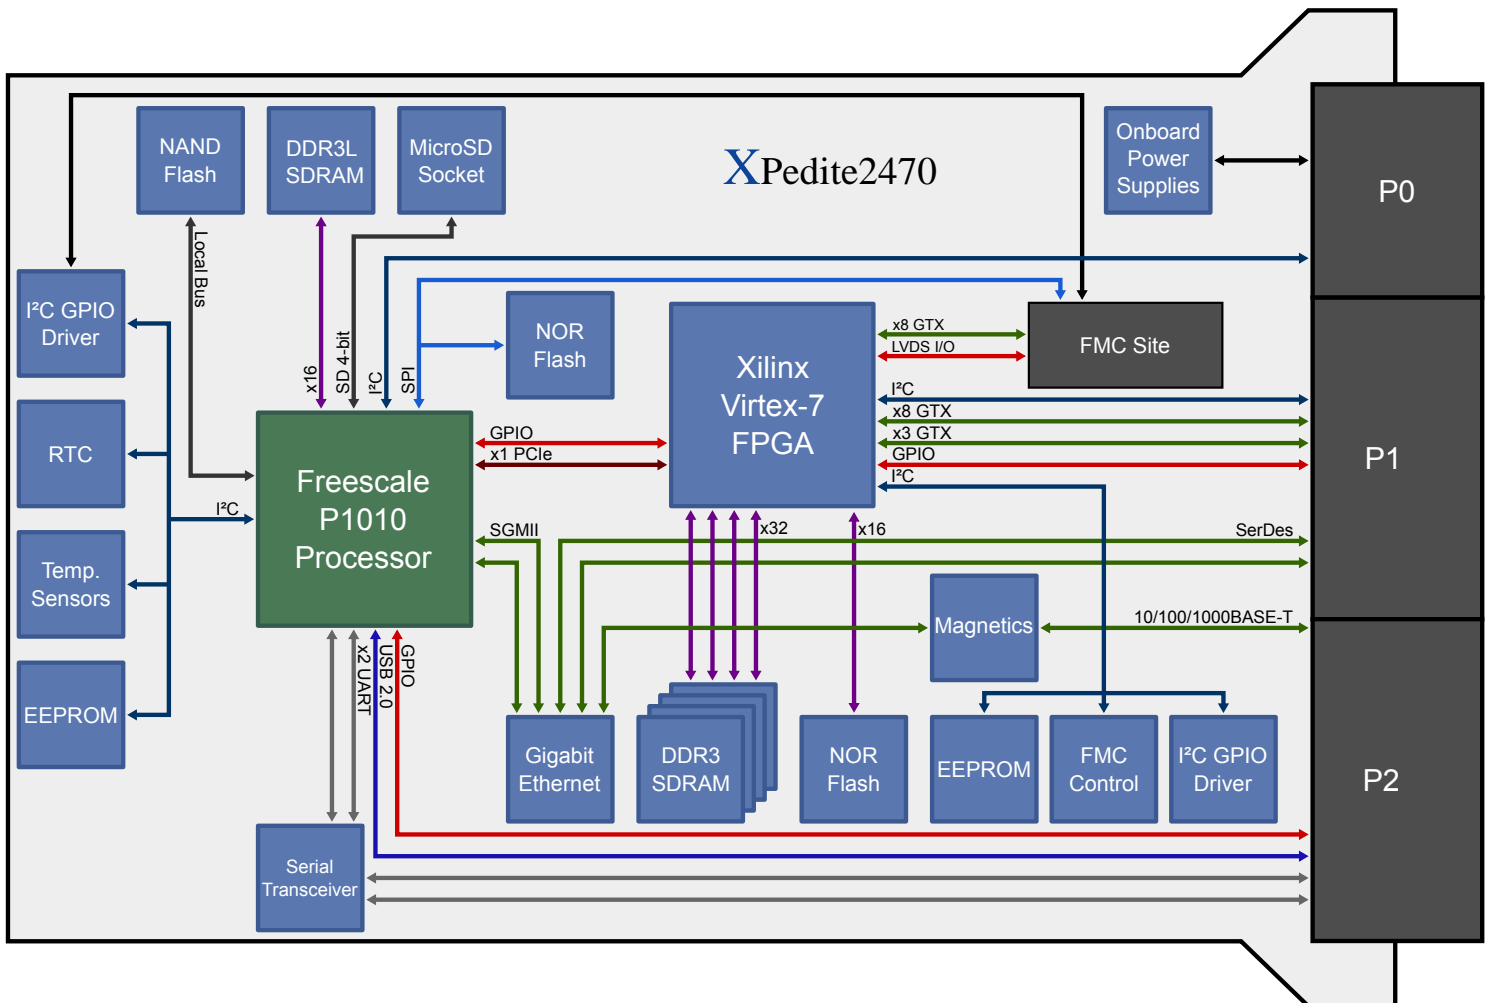 XPedite2470
NAND
Flash
DDR3L
SDRAM
MicroSD
Socket
Onboard
Power
Supplies
P0
Local Bus
x16
SD 4-bit
I²C
SPI
I²C GPIO
Driver
NOR
Flash
Xilinx
Virtex-7
FPGA
x8 GTX
LVDS I/O
FMC Site
I²C
x8 GTX
x3 GTX
GPIO
I²C
P1
RTC
I²C
Freescale
P1010
Processor
GPIO
x1 PCIe
SGMII
x32
x16
SerDes
Temp.
Sensors
Magnetics
10/100/1000BASE-T
EEPROM
x2 UART
USB 2.0
GPIO
Gigabit
Ethernet
DDR3
SDRAM
NOR
Flash
EEPROM
FMC
Control
I²C GPIO
Driver
P2
Serial
Transceiver